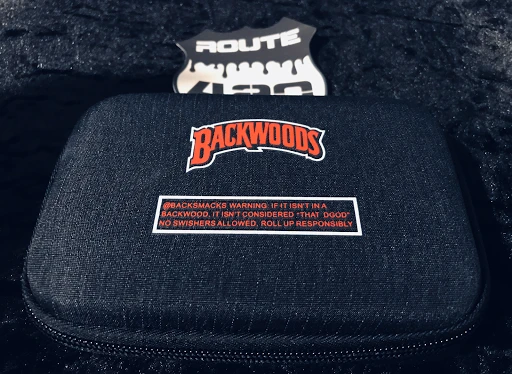 ROUTE
BACKWOODS
@BACKSMACKS WARNING: IF IT ISN'T IN A
BACKWOOD, IT ISN'T CONSIDERED "THAT DGOD"
NO SWISHERS ALLOWED, ROLL UP RESPONSIBLY